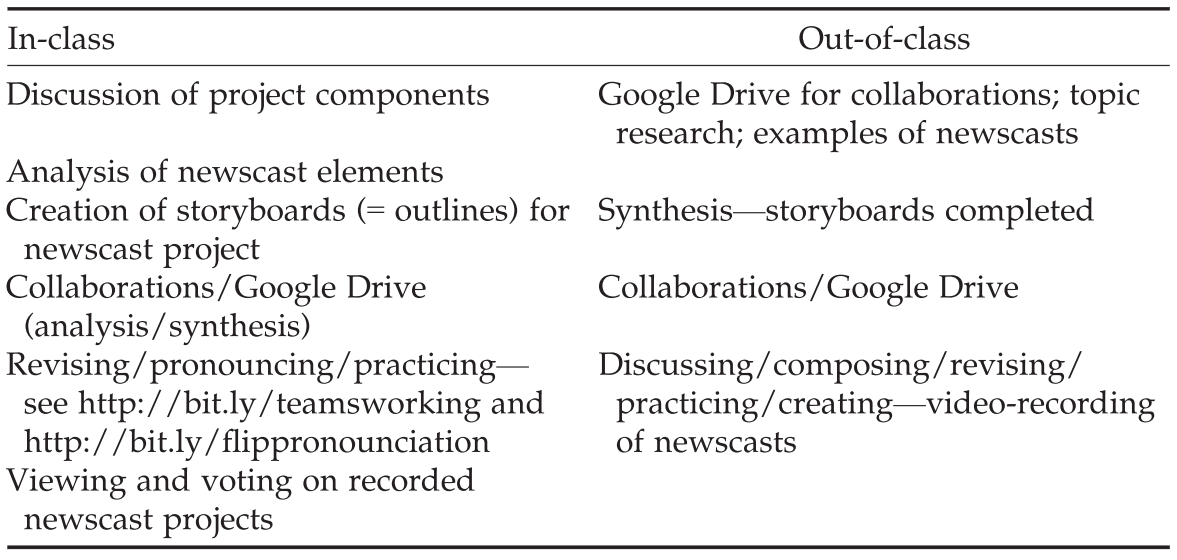 In-class Out-of-class
Discussion of project components Google Drive for collaborations; topic
research; examples of newscasts
Analysis of newscast elements
Creation of storyboards (= outlines) for Synthesis—storyboards completed
newscast project
Collaborations/Google Drive Collaborations/Google Drive
(analysis/synthesis)
Revising/pronouncing/practicing— Discussing/composing/revising/
see http://bit.ly/teamsworking and practicing/creating—video-recording
http://bit.ly/flippronounciation of newscasts
Viewing and voting on recorded
newscast projects